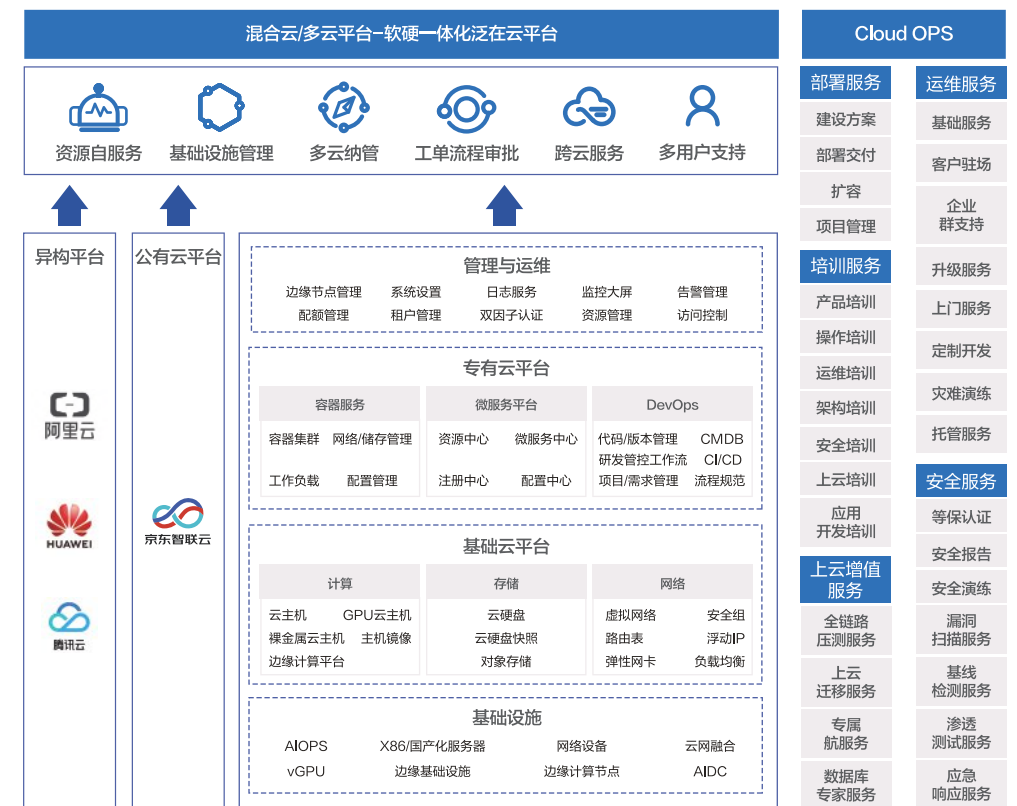 混合云/多云平台-软硬一体化泛在云平台
资源自服务
基础设施管理
多云纳管
工单流程审批
跨云服务
多用户支持
异构平台
阿里云
HUAWEI
腾讯云
公有云平台
京东智联云
管理与运维
边缘节点管理 系统设置 日志服务 监控大屏 告警管理
配额管理 租户管理 双因子认证 资源管理 访问控制
专有云平台
容器服务
容器集群 网络/储存管理
工作负载 配置管理
微服务平台
资源中心 微服务中心
注册中心 配置中心
DevOps
代码/版本管理 CMDB
研发管控工作流 CI/CD
项目/需求管理 流程规范
基础云平台
计算
云主机 GPU云主机
裸金属云主机 主机镜像
边缘计算平台
存储
云硬盘
云硬盘快照
对象存储
网络
虚拟网络 安全组
路由表 浮动IP
弹性网卡 负载均衡
基础设施
AIOPS X86/国产化服务器 网络设备 云网融合
vGPU 边缘基础设施 边缘计算节点 AIDC
Cloud OPS
部署服务
建设方案
部署交付
扩容
项目管理
培训服务
产品培训
操作培训
运维培训
架构培训
安全培训
上云培训
应用
开发培训
上云增值
服务
全链路
压测服务
上云
迁移服务
专属
航服务
数据库
专家服务
运维服务
基础服务
客户驻场
企业
群支持
升级服务
上门服务
定制开发
灾难演练
托管服务
安全服务
等保认证
安全报告
安全演练
漏洞
扫描服务
基线
检测服务
渗透
测试服务
应急
响应服务